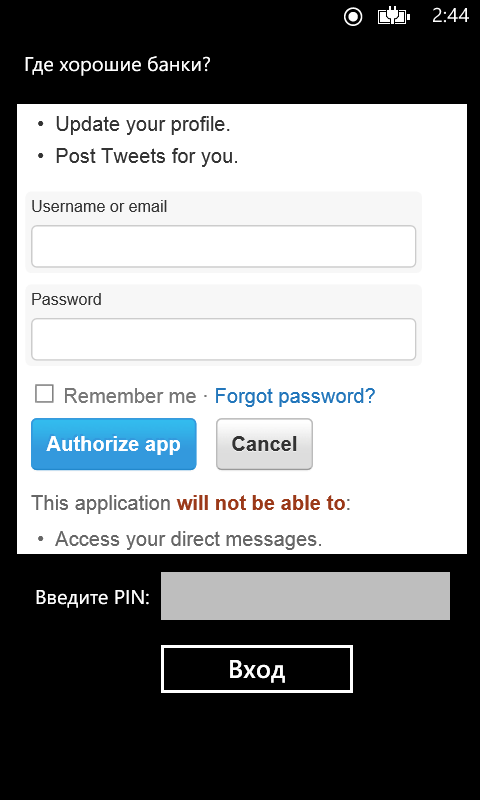 2:44
Где хорошие банки?
• Update your profile.
• Post Tweets for you.
Username or email
Password
Remember me · Forgot password?
Authorize app Cancel
This application will not be able to:
• Access your direct messages.
Введите PIN:
Вход